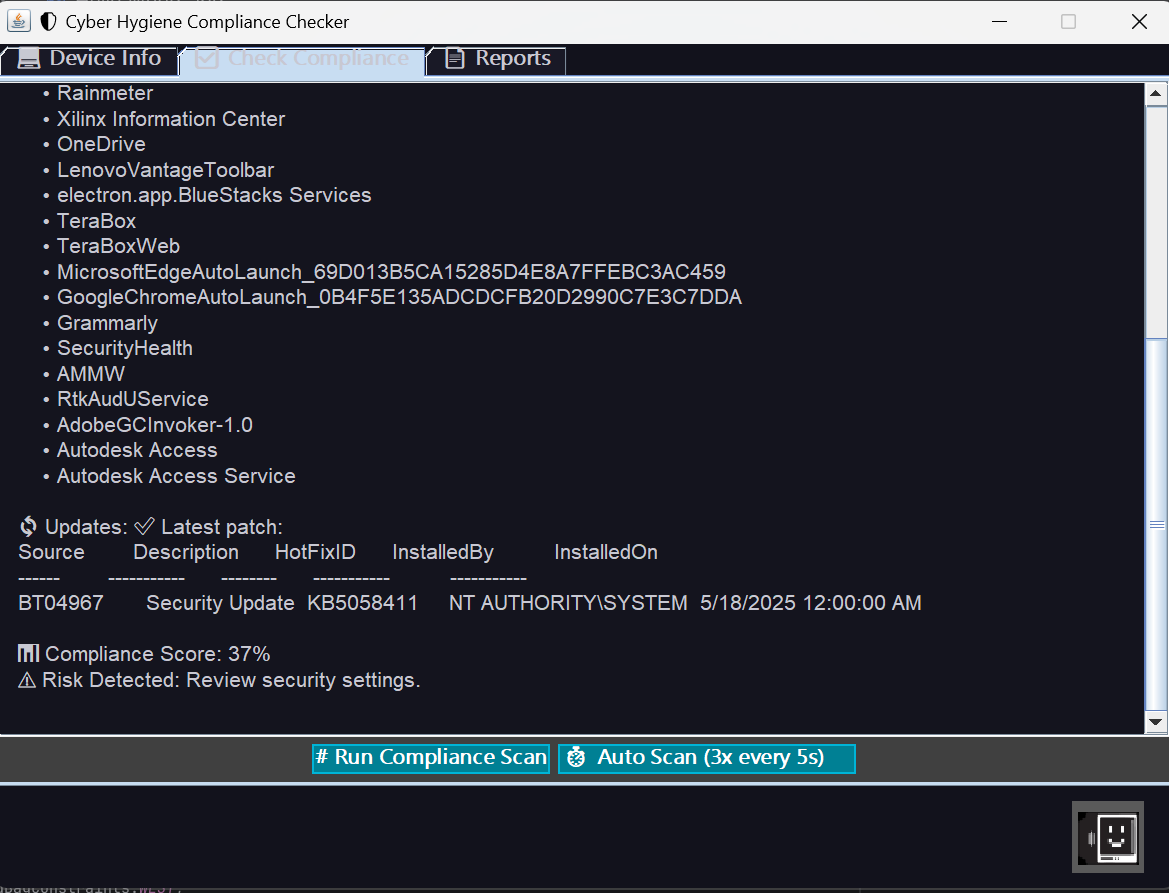 Cyber Hygiene Compliance Checker
Device Info Check Compliance Reports
• Rainmeter
• Xilinx Information Center
• OneDrive
• LenovoVantageToolbar
• electron.app.BlueStacks Services
• TeraBox
• TeraBoxWeb
• MicrosoftEdgeAutoLaunch_69D013B5CA15285D4E8A7FFEBC3AC459
• GoogleChromeAutoLaunch_0B4F5E135ADCDCFB20D2990C7E3C7DDA
• Grammarly
• SecurityHealth
• AMMW
• RtkAudUService
• AdobeGCInvoker-1.0
• Autodesk Access
• Autodesk Access Service
Updates: Latest patch:
Source Description HotFixID InstalledBy InstalledOn
------ ----------- -------- ----------- -----------
BT04967 Security Update KB5058411 NT AUTHORITY\SYSTEM 5/18/2025 12:00:00 AM
Compliance Score: 37%
Risk Detected: Review security settings.
# Run Compliance Scan Auto Scan (3x every 5s)